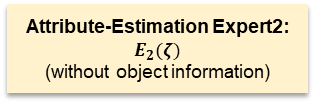 Attribute-Estimation Expert2:
E₂(ζ)
(without object information)